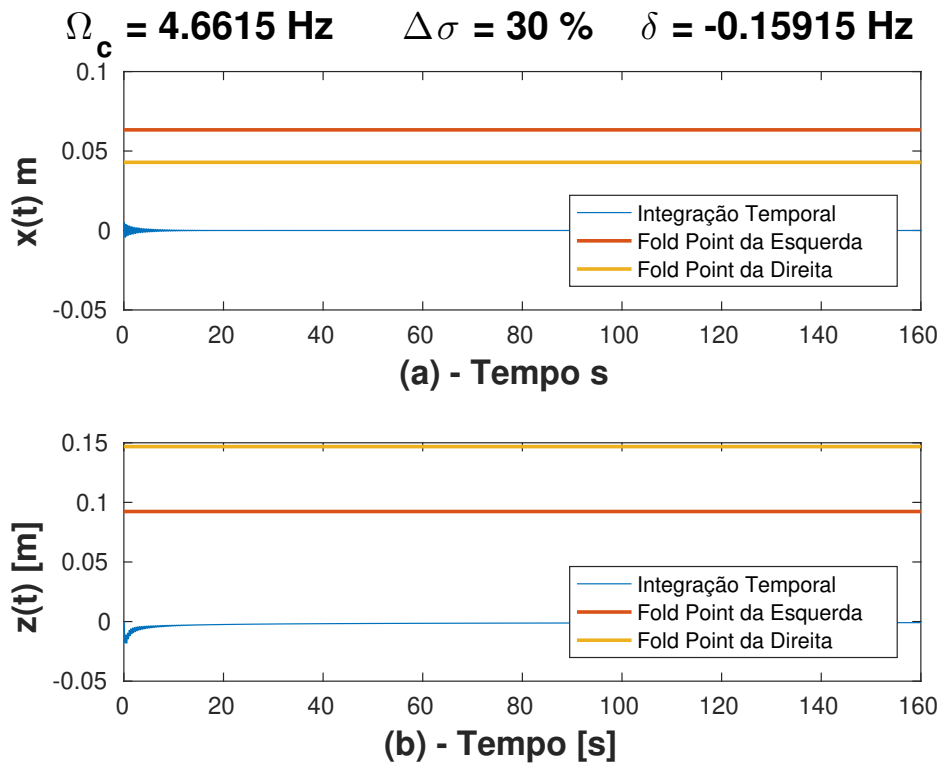 Ω_c = 4.6615 Hz Δσ = 30 % δ = -0.15915 Hz
0.1
0.05
0
-0.05
x(t) m
Integração Temporal
Fold Point da Esquerda
Fold Point da Direita
0 20 40 60 80 100 120 140 160
(a) - Tempo s
0.15
0.1
0.05
0
-0.05
z(t) [m]
Integração Temporal
Fold Point da Esquerda
Fold Point da Direita
0 20 40 60 80 100 120 140 160
(b) - Tempo [s]